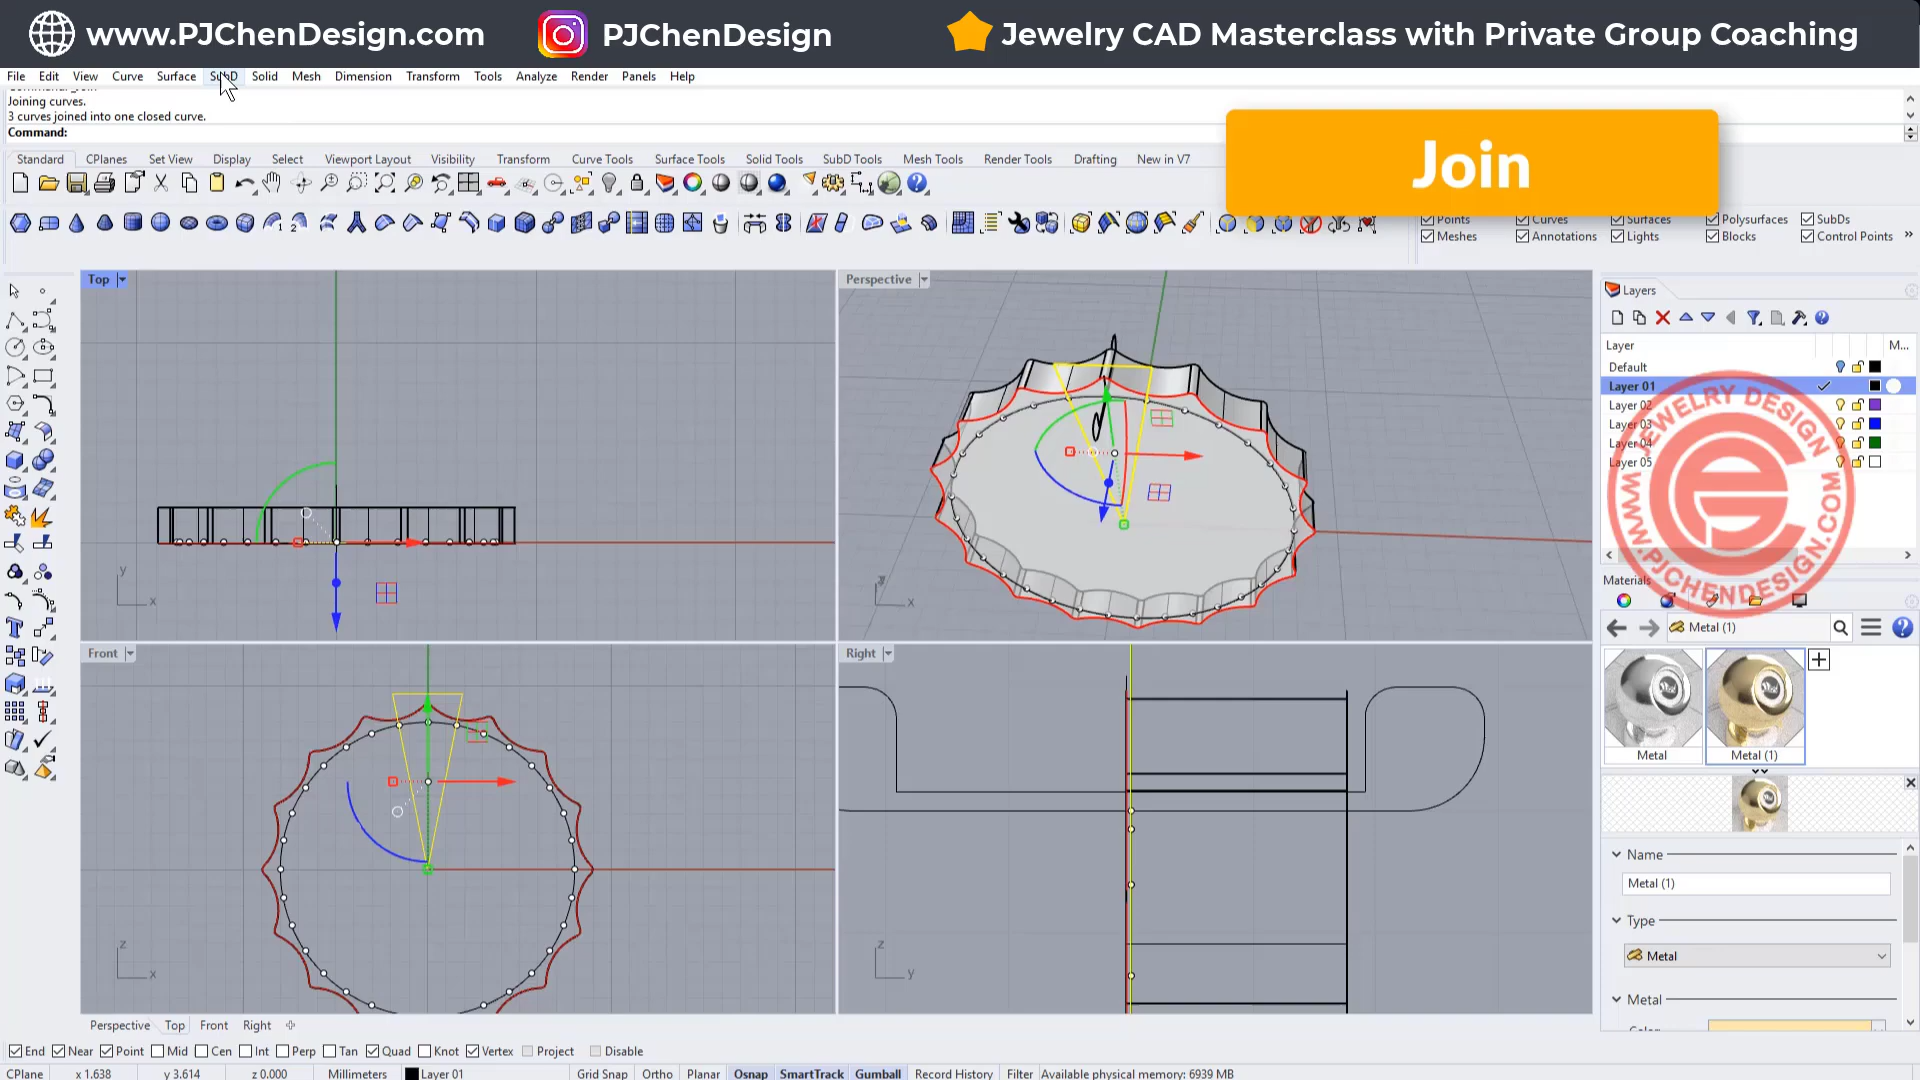 www.PJChenDesign.com PJChenDesign Jewelry CAD Masterclass with Private Group Coaching
File Edit View Curve Surface SubD Solid Mesh Dimension Transform Tools Analyze Render Panels Help
Joining curves.
3 curves joined into one closed curve.
Command:
Join
Standard CPlanes Set View Display Select Viewport Layout Visibility Transform Curve Tools Surface Tools Solid Tools SubD Tools Mesh Tools Render Tools Drafting New in V7
Points Curves Surfaces Polysurfaces SubDs
Meshes Annotations Lights Blocks Control Points
Top
Perspective
Layers
Layer M...
Default
Layer 01
Layer 02
Layer 03
Layer 04
Layer 05
WWW.PJCHENDESIGN.COM JEWELRY DESIGN
y x
x
Materials
Metal (1)
Front
Right
Metal Metal (1)
z x
z y
Name
Metal (1)
Type
Metal
Metal
Perspective Top Front Right
End Near Point Mid Cen Int Perp Tan Quad Knot Vertex Project Disable
CPlane x 1.638 y 3.614 z 0.000 Millimeters Layer 01 Grid Snap Ortho Planar Osnap SmartTrack Gumball Record History Filter Available physical memory: 6939 MB